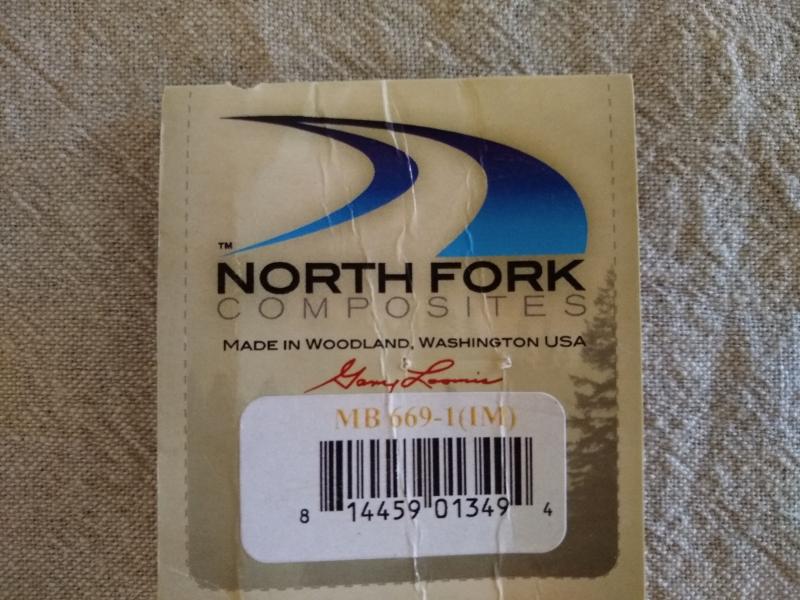 TM
NORTH FORK
COMPOSITES
MADE IN WOODLAND, WASHINGTON USA
Gary Loomis
MB 669-1(IM)
8 14459 01349 4